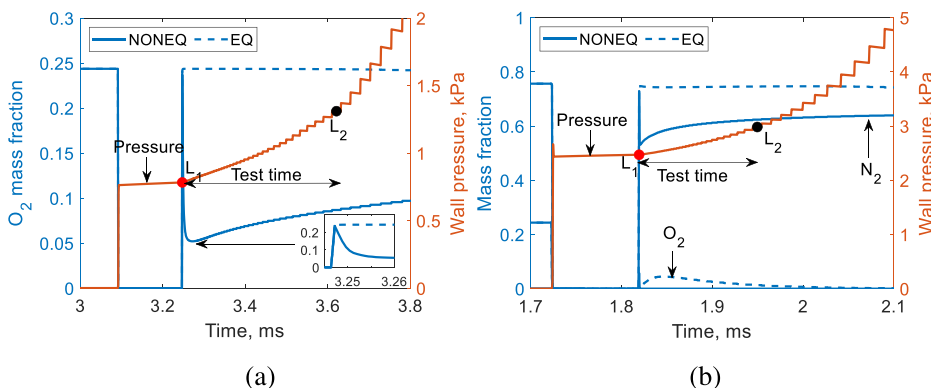 (a)
NONEQ EQ
O2 mass fraction
0.3
0.25
0.2
0.15
0.1
0.05
0
Wall pressure, kPa
2
1.5
1
0.5
0
Pressure
L1
L2
Test time
0.2
0.1
0
3.25 3.26
3 3.2 3.4 3.6 3.8
Time, ms
(a)
(b)
NONEQ EQ
Mass fraction
1
0.8
0.6
0.4
0.2
0
Wall pressure, kPa
5
4
3
2
1
0
Pressure
L1
L2
Test time
N2
O2
1.7 1.8 1.9 2 2.1
Time, ms
(b)